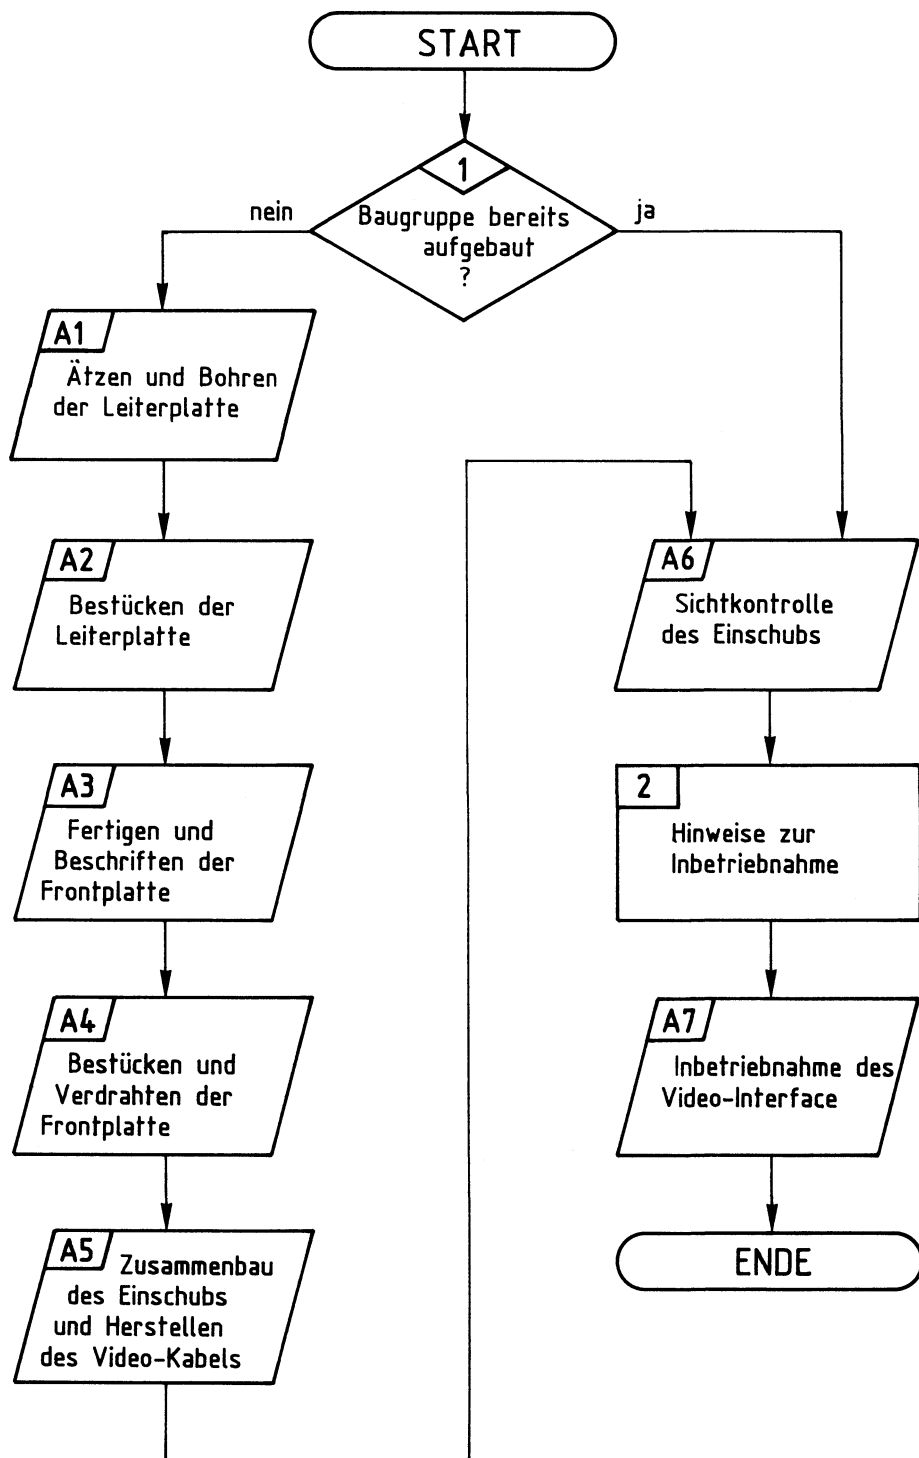 START
1
Baugruppe bereits
aufgebaut
?
nein
ja
A1
Ätzen und Bohren
der Leiterplatte
A2
Bestücken der
Leiterplatte
A3
Fertigen und
Beschriften der
Frontplatte
A4
Bestücken und
Verdrahten der
Frontplatte
A5
Zusammenbau
des Einschubs
und Herstellen
des Video-Kabels
A6
Sichtkontrolle
des Einschubs
2
Hinweise zur
Inbetriebnahme
A7
Inbetriebnahme des
Video-Interface
ENDE